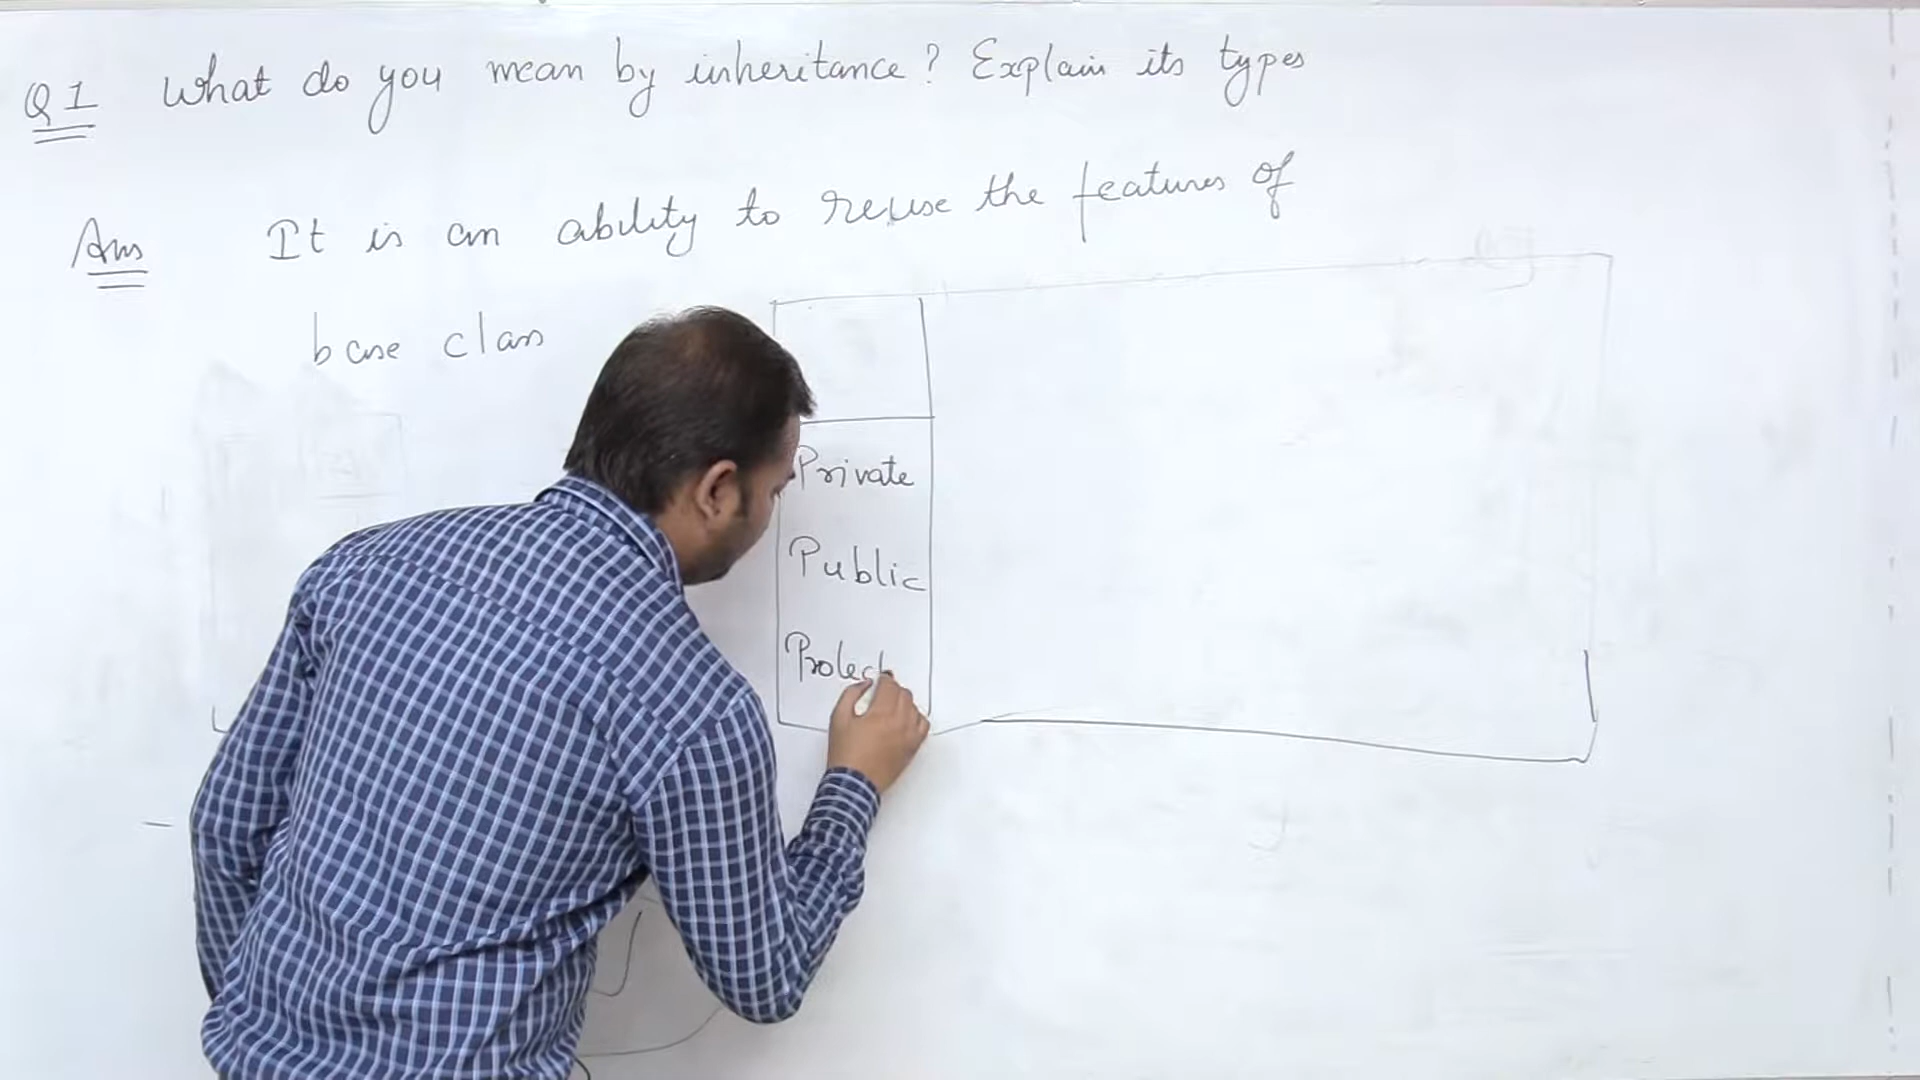 Q1 What do you mean by inheritance? Explain its types
Ans It is an ability to reuse the features of
base class
Private
Public
Protect